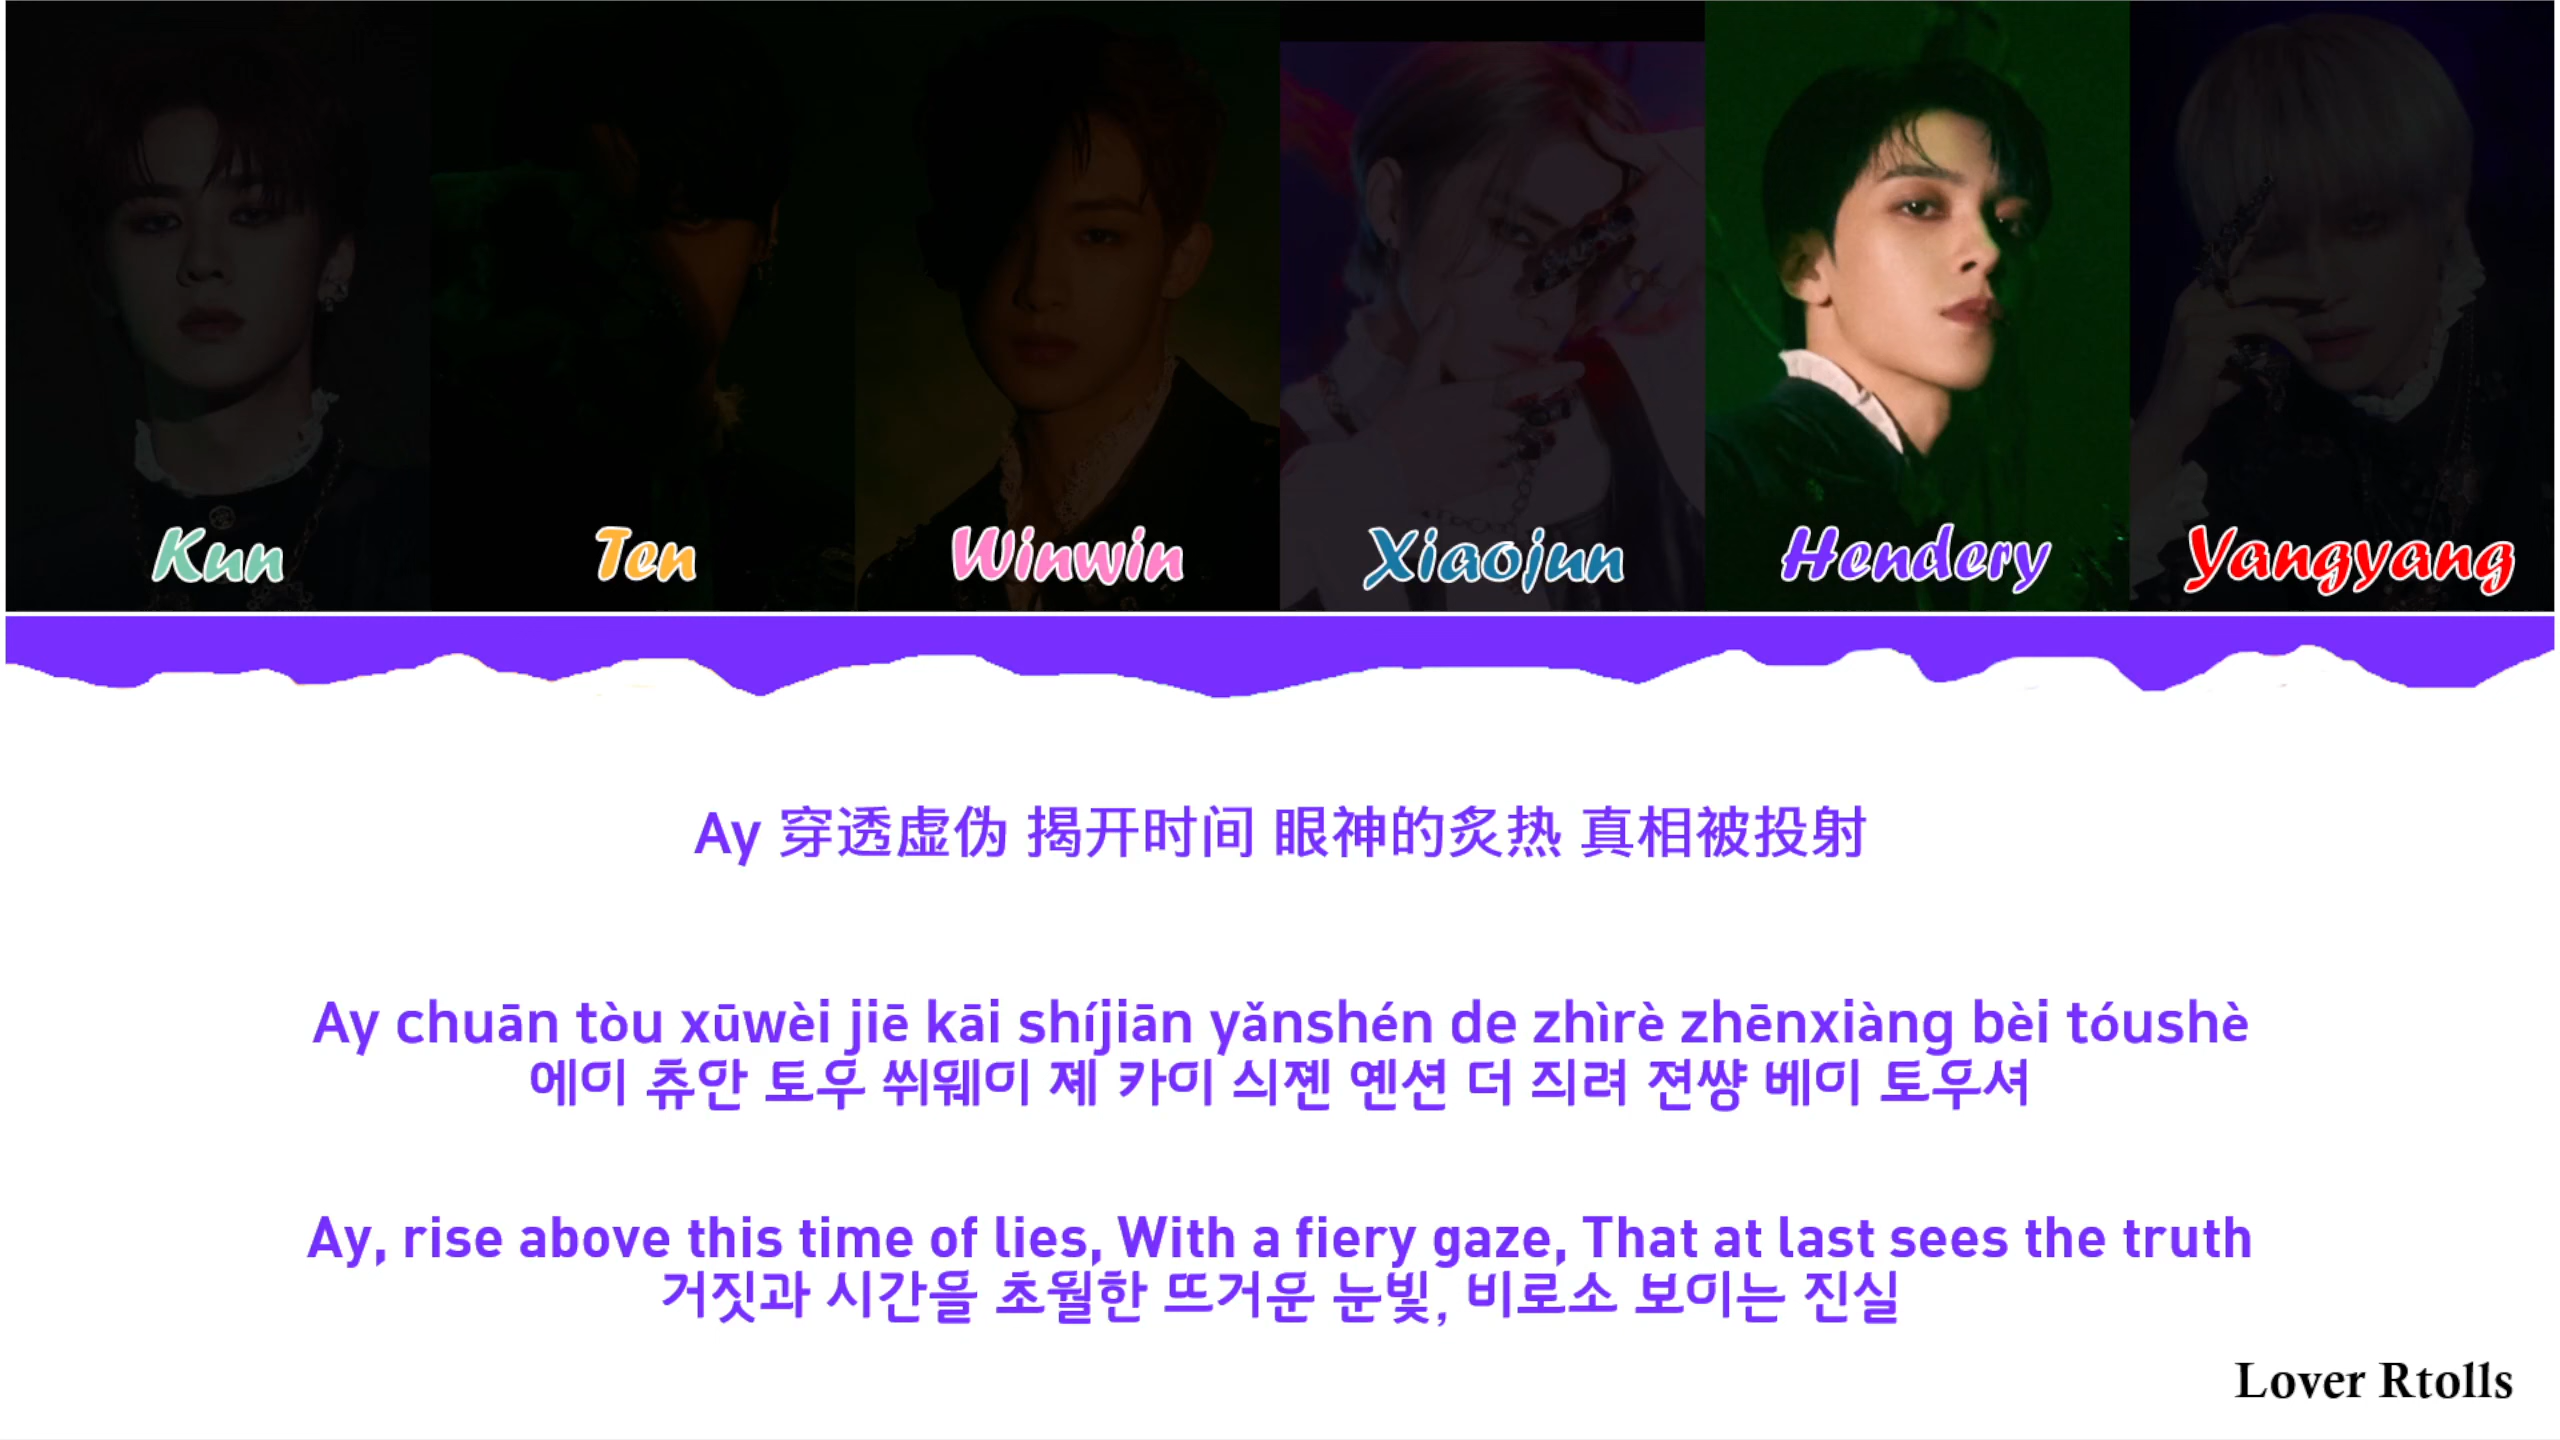 Kun
Ten
Winwin
Xiaojun
Hendery
Yangyang
Ay 穿透虚伪 揭开时间 眼神的炙热 真相被投射
Ay chuān tòu xūwèi jiē kāi shíjiān yǎnshén de zhìrè zhēnxiàng bèi tóushè
에이 츄안 토우 쒸웨이 졔 카이 싀졘 옌션 더 즤러 젼썅 베이 토우셔
Ay, rise above this time of lies, With a fiery gaze, That at last sees the truth
거짓과 시간을 초월한 뜨거운 눈빛, 비로소 보이는 진실
Lover Rtolls